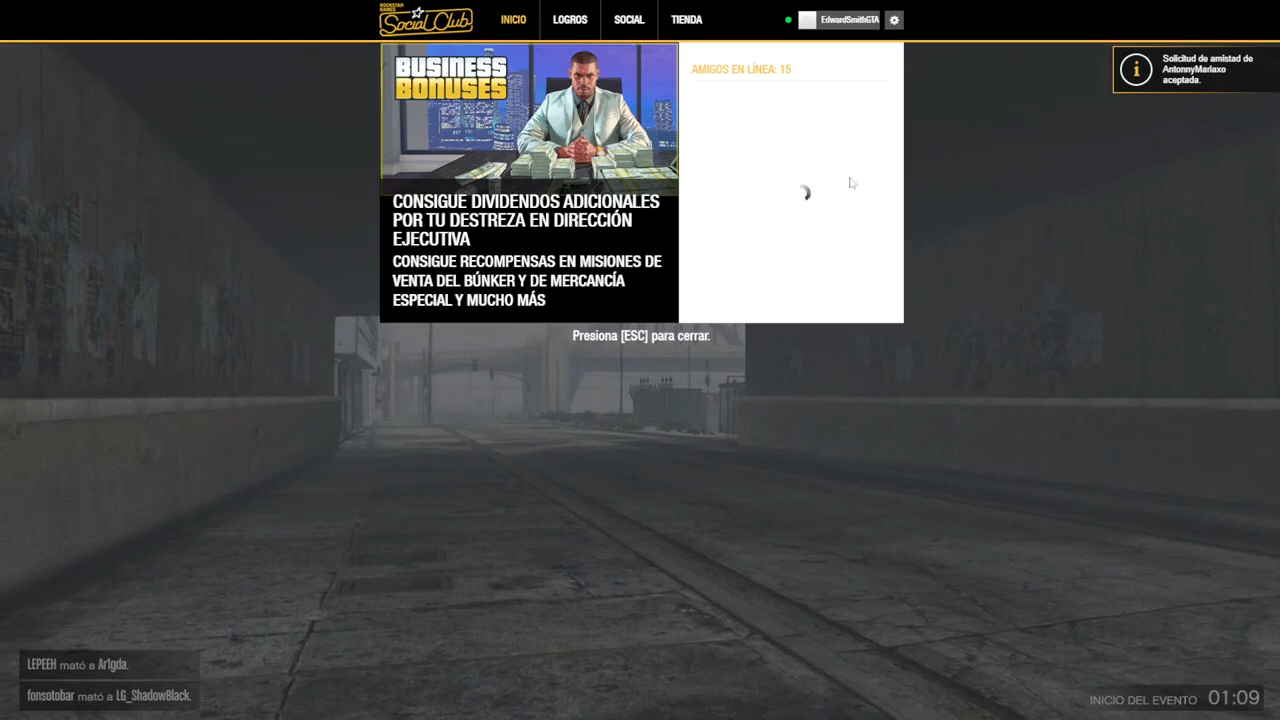 ROCKSTAR
GAMES
Social Club
INICIO
LOGROS
SOCIAL
TIENDA
EdwardSmithGTA
BUSINESS
BONUSES
CONSIGUE DIVIDENDOS ADICIONALES
POR TU DESTREZA EN DIRECCIÓN
EJECUTIVA
CONSIGUE RECOMPENSAS EN MISIONES DE
VENTA DEL BÚNKER Y DE MERCANCÍA
ESPECIAL Y MUCHO MÁS
AMIGOS EN LÍNEA: 15
Solicitud de amistad de
AntonnyMariaxo
aceptada.
Presiona [ESC] para cerrar.
LEPEEH mató a Ar1gda.
fonsotobar mató a LG_ShadowBlack.
INICIO DEL EVENTO 01:09